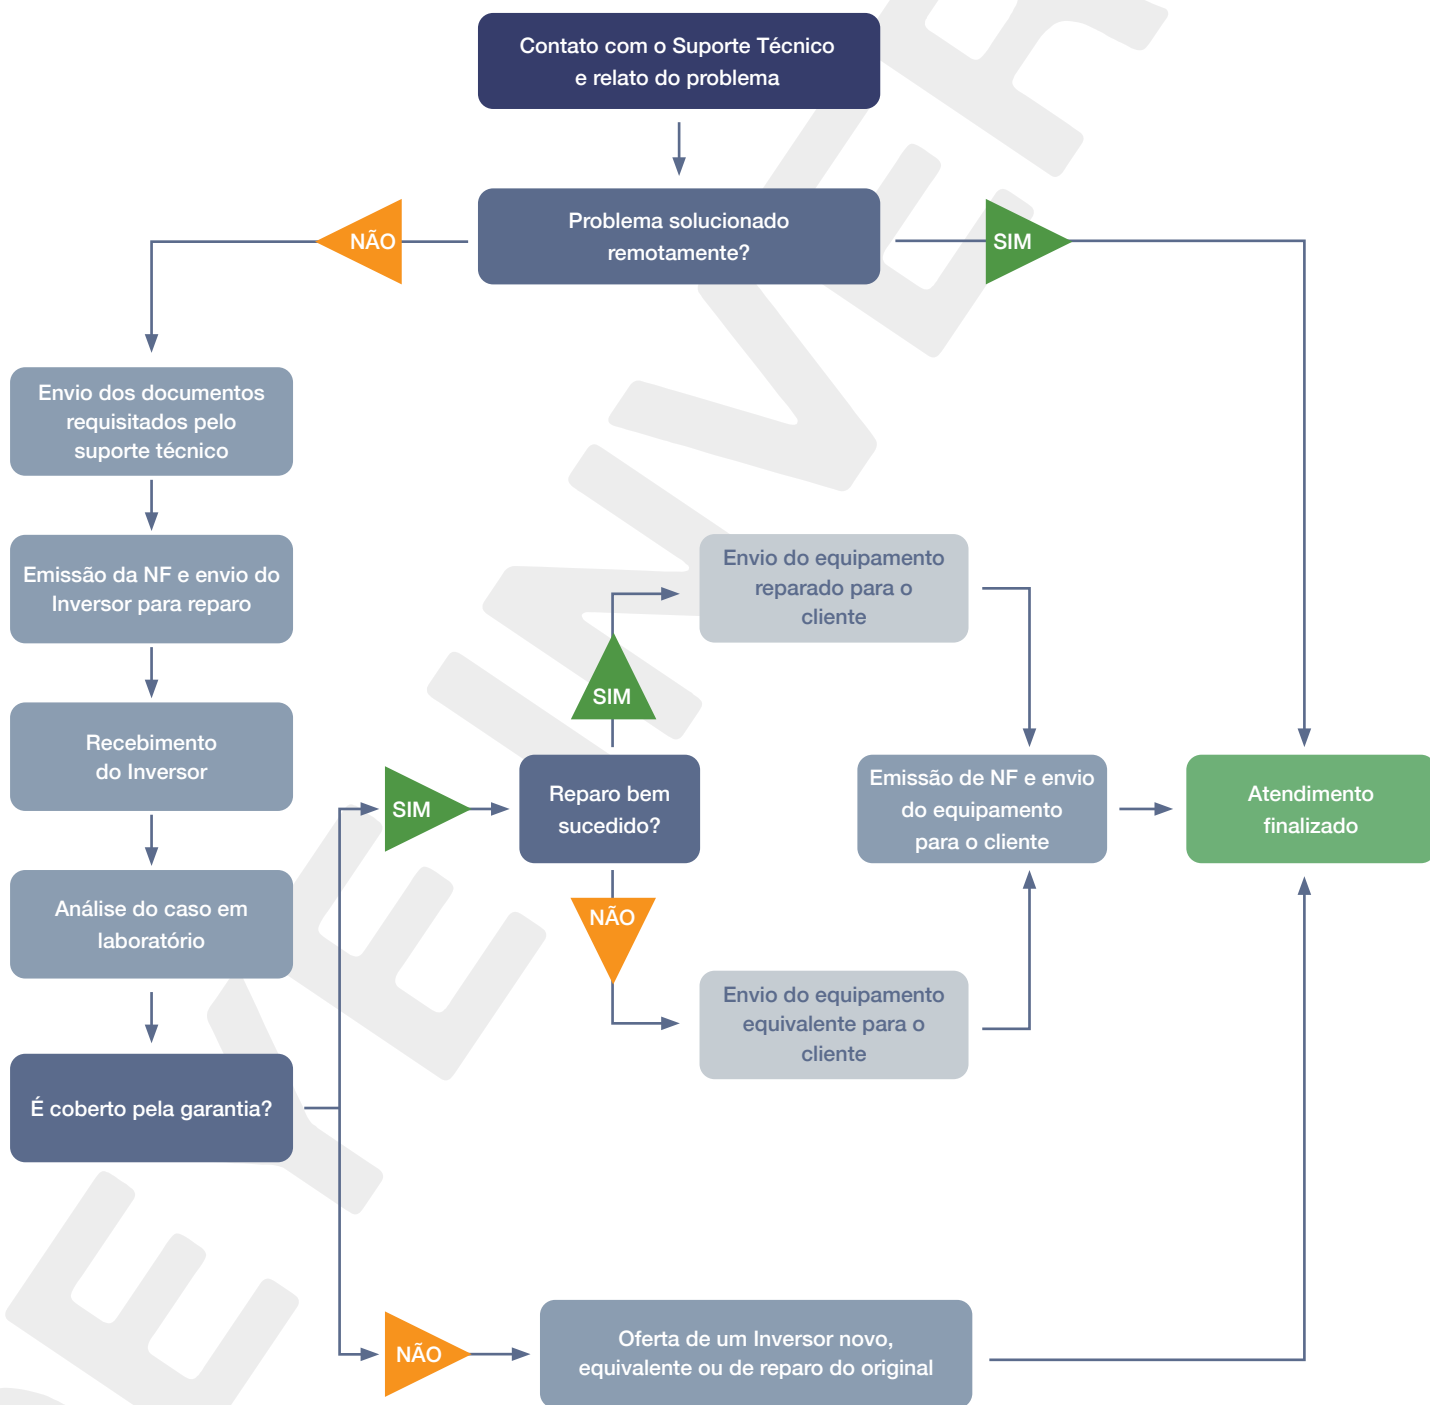 Contato com o Suporte Técnico
e relato do problema
Problema solucionado
remotamente?
NÃO
SIM
Envio dos documentos
requisitados pelo
suporte técnico
Emissão da NF e envio do
Inversor para reparo
Recebimento
do Inversor
Análise do caso em
laboratório
É coberto pela garantia?
SIM
Reparo bem
sucedido?
SIM
Envio do equipamento
reparado para o
cliente
NÃO
Envio do equipamento
equivalente para o
cliente
Emissão de NF e envio
do equipamento
para o cliente
Atendimento
finalizado
NÃO
Oferta de um Inversor novo,
equivalente ou de reparo do original